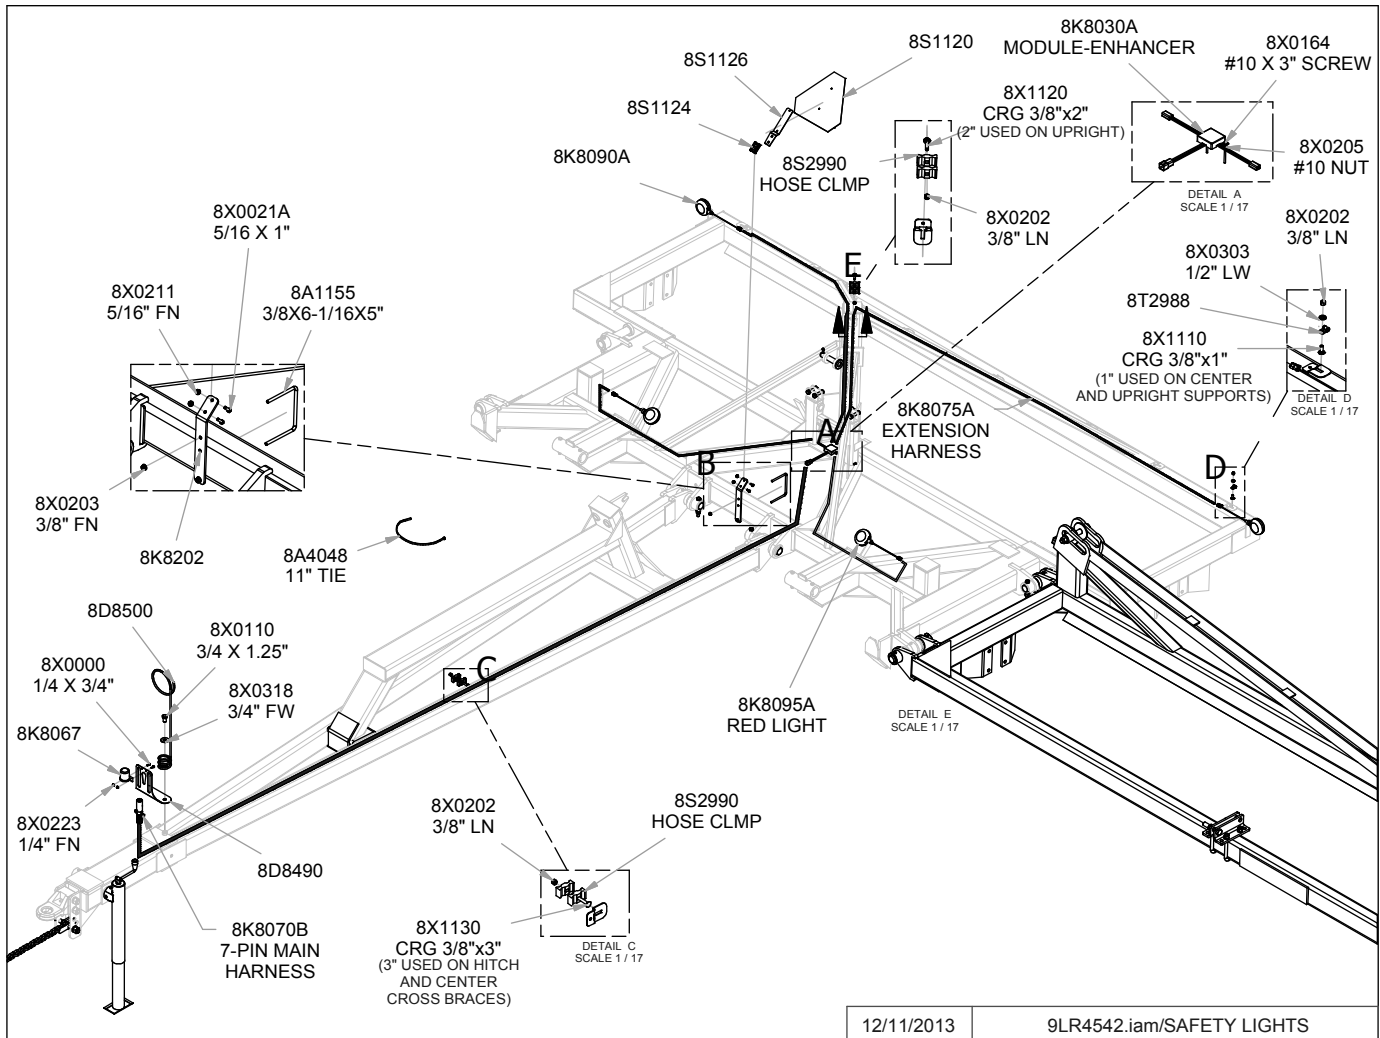 8K8030A
MODULE-ENHANCER
8X0164
#10 X 3" SCREW
8S1120
8S1126
8X1120
CRG 3/8"x2"
(2" USED ON UPRIGHT)
8S1124
8K8090A
8S2990
HOSE CLMP
8X0205
#10 NUT
DETAIL A
SCALE 1 / 17
8X0021A
5/16 X 1"
8X0202
3/8" LN
8X0202
3/8" LN
8X0303
1/2" LW
8X0211
5/16" FN
8A1155
3/8X6-1/16X5"
E
8T2988
8X1110
CRG 3/8"x1"
(1" USED ON CENTER
AND UPRIGHT SUPPORTS)
DETAIL D
SCALE 1 / 17
8K8075A
EXTENSION
HARNESS
A
B
D
8X0203
3/8" FN
8K8202
8A4048
11" TIE
8D8500
8X0110
3/4 X 1.25"
8X0000
1/4 X 3/4"
8X0318
3/4" FW
C
8K8095A
RED LIGHT
DETAIL E
SCALE 1 / 17
8K8067
8X0223
1/4" FN
8D8490
8X0202
3/8" LN
8S2990
HOSE CLMP
8K8070B
7-PIN MAIN
HARNESS
8X1130
CRG 3/8"x3"
(3" USED ON HITCH
AND CENTER
CROSS BRACES)
DETAIL C
SCALE 1 / 17
12/11/2013
9LR4542.iam/SAFETY LIGHTS